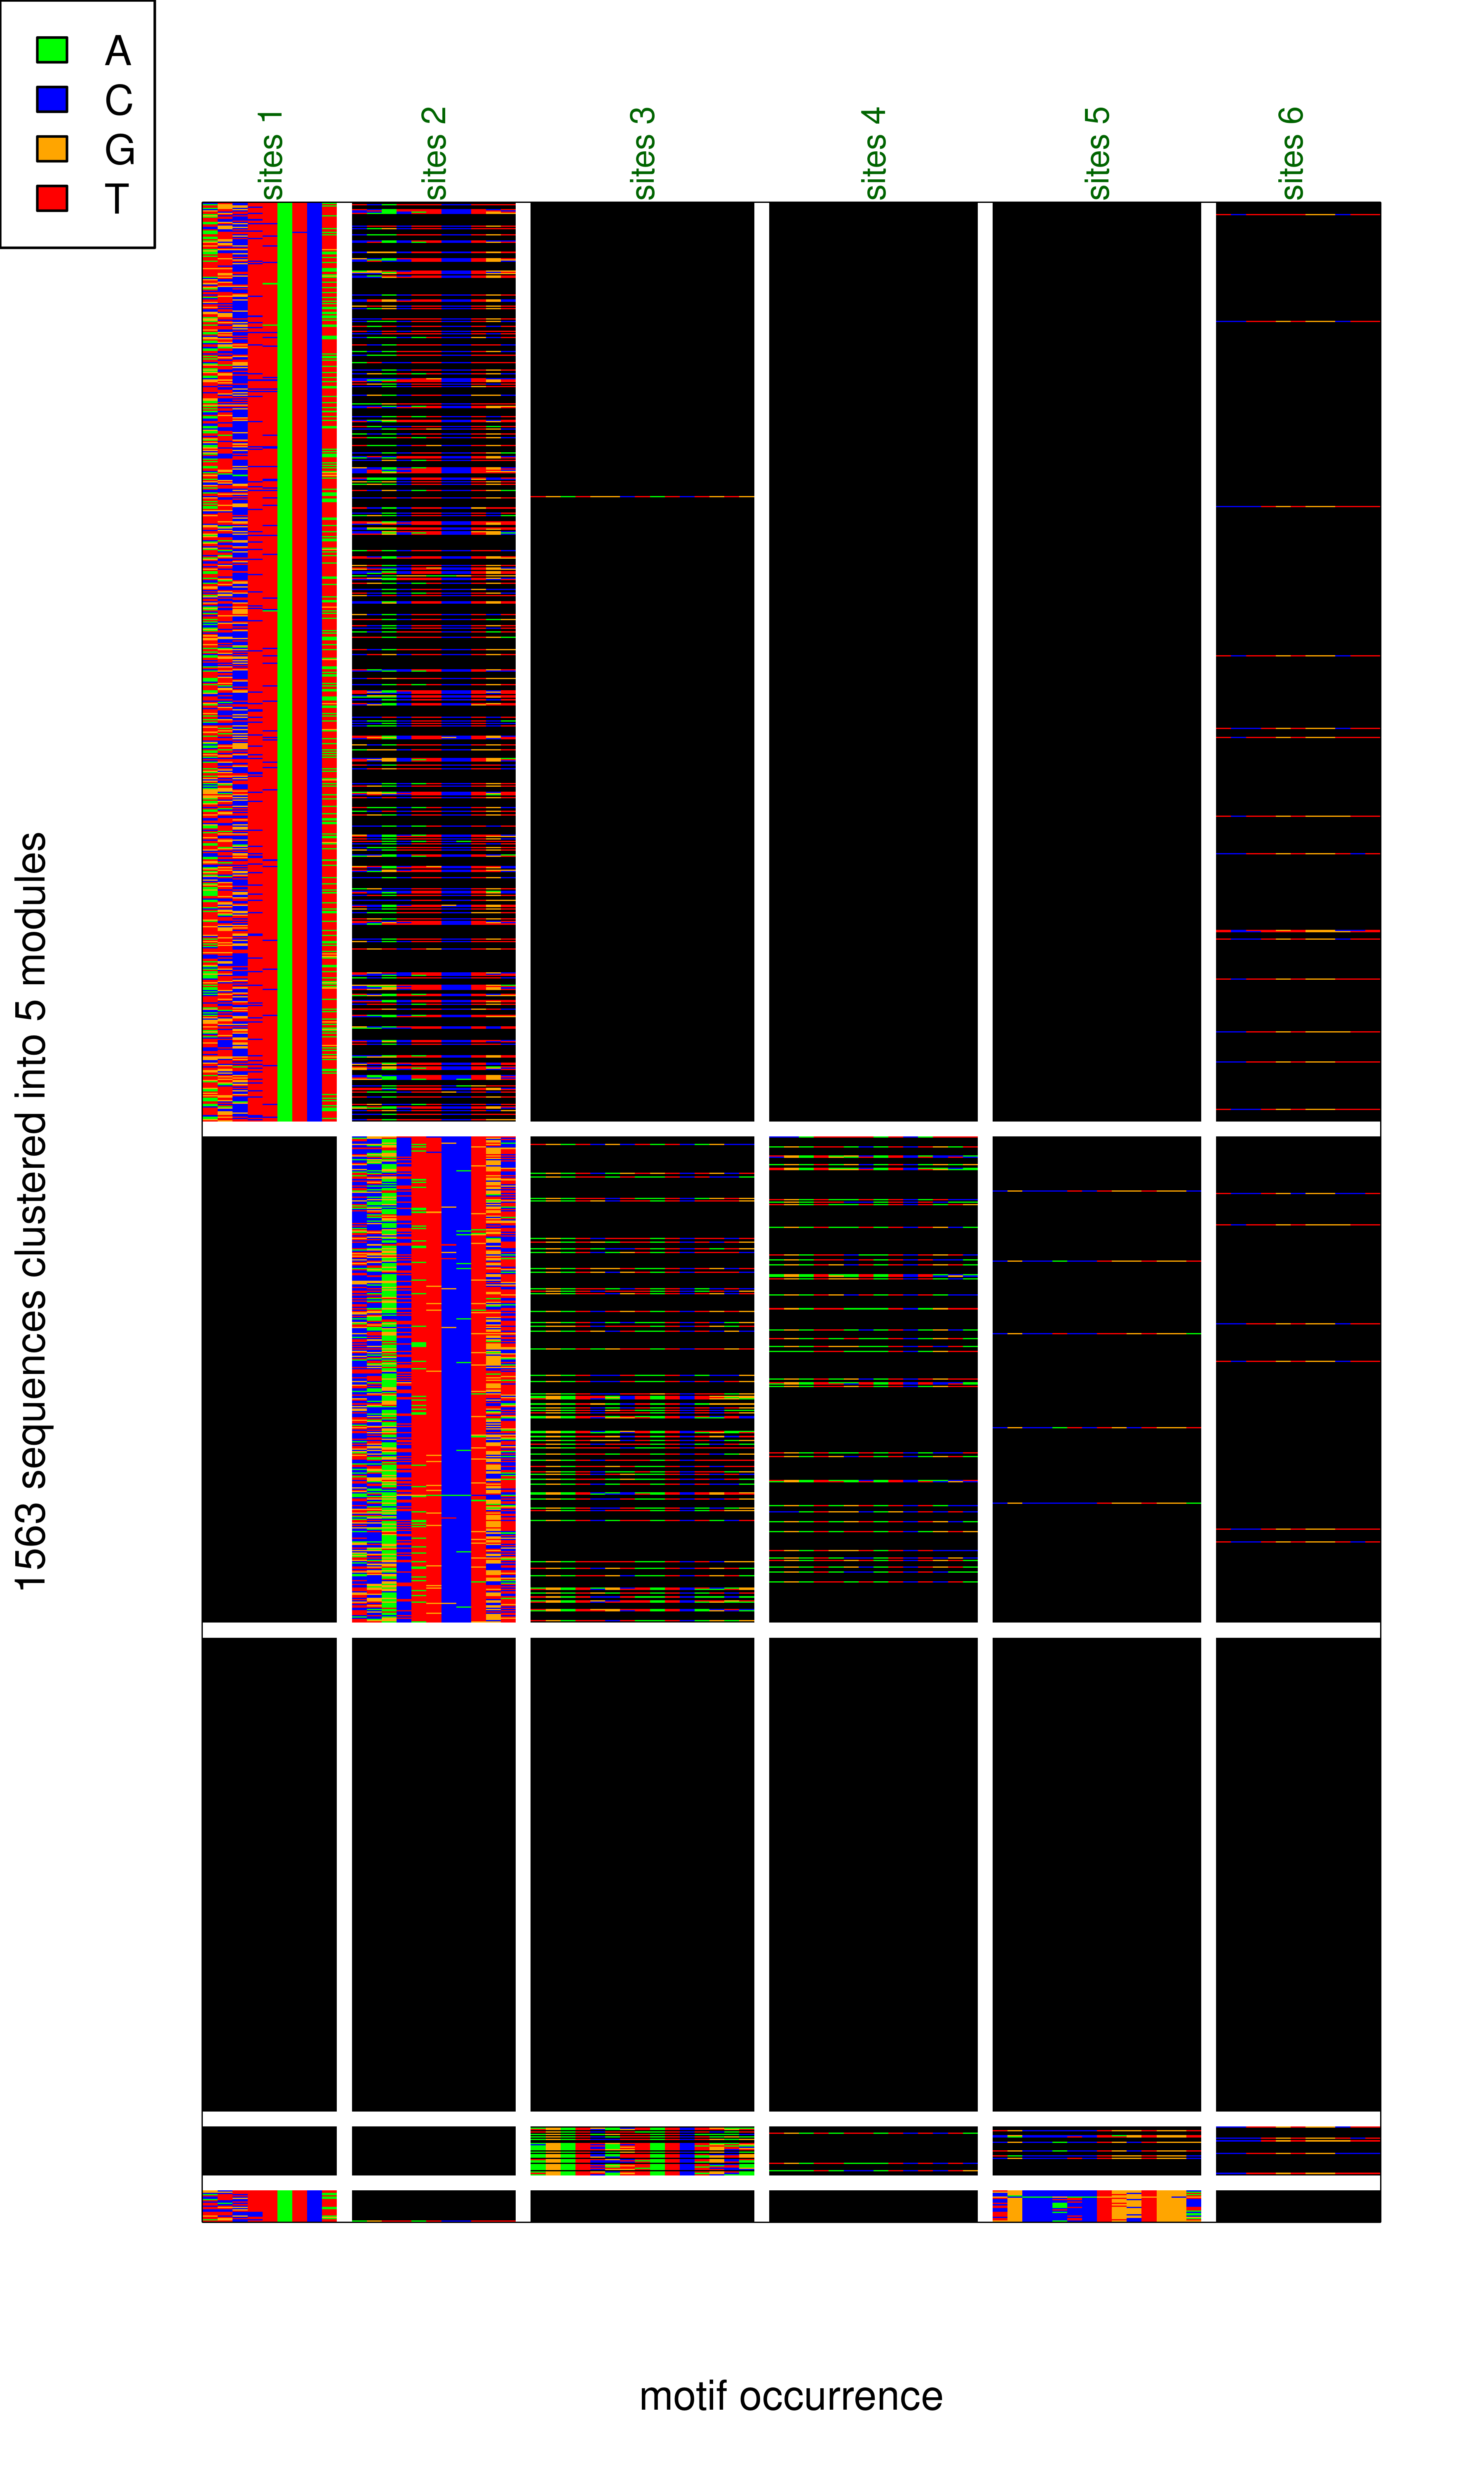 A
C
G
T
sites 1
sites 2
sites 3
sites 4
sites 5
sites 6
1563 sequences clustered into 5 modules
motif occurrence